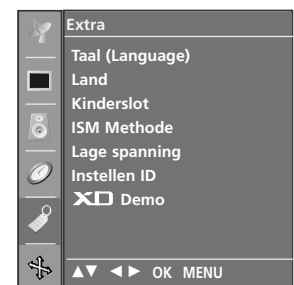 Extra
Taal (Language)
Land
Kinderslot
ISM Methode
Lage spanning
Instellen ID
XD Demo
▲▼ ◄► OK MENU